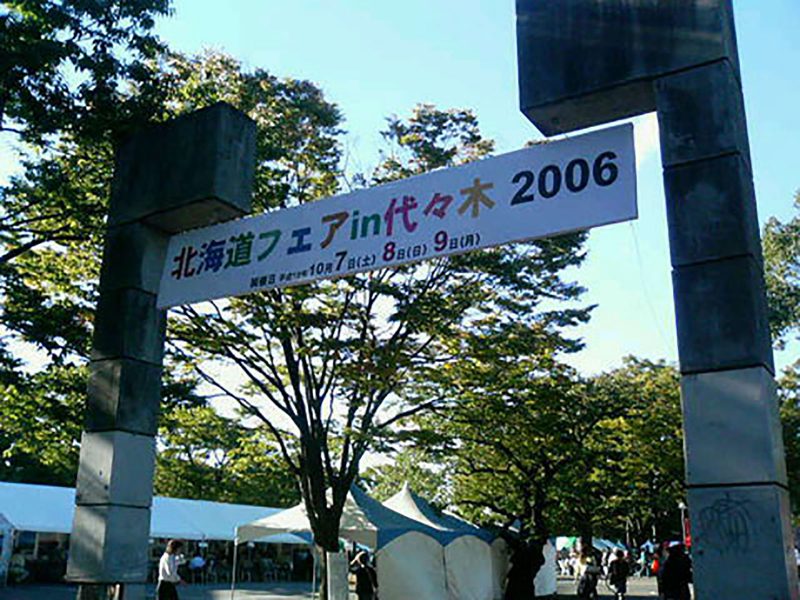 北海道フェアin代々木 2006
開催日 平成18年 10月7日(土) 8日(日) 9日(月)